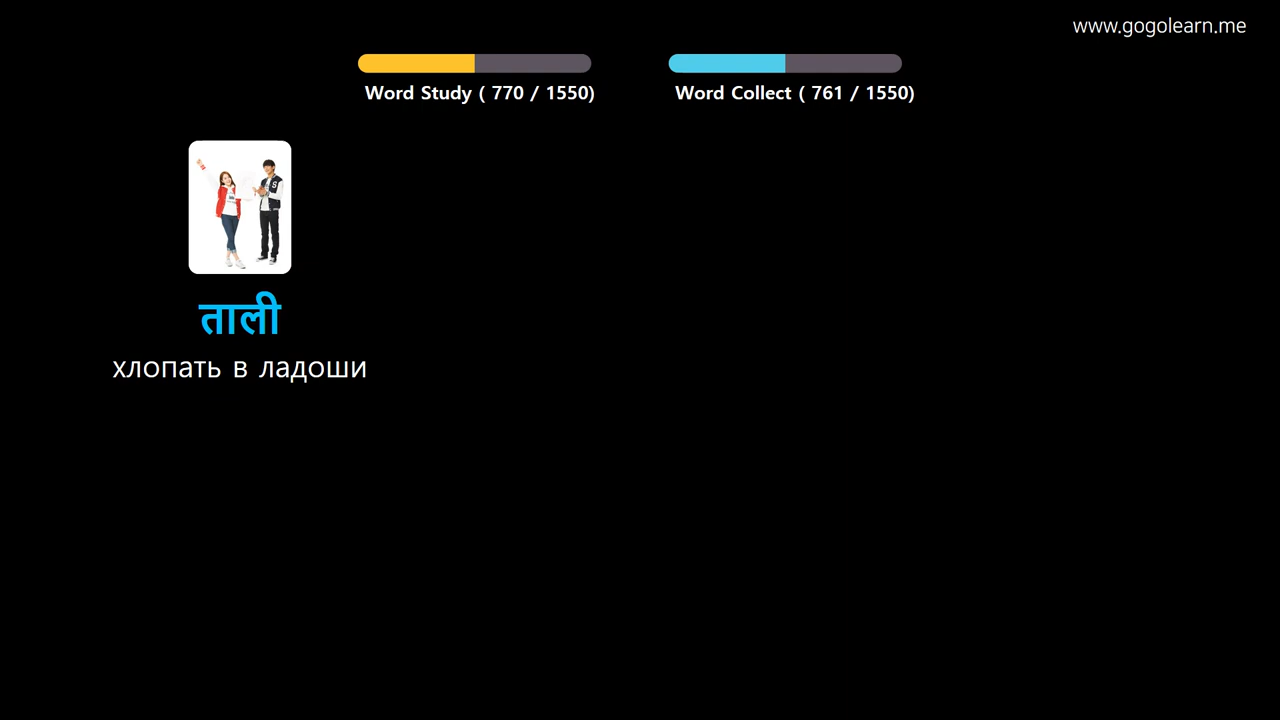 www.gogolearn.me
Word Study ( 770 / 1550)
Word Collect ( 761 / 1550)
ताली
хлопать в ладоши